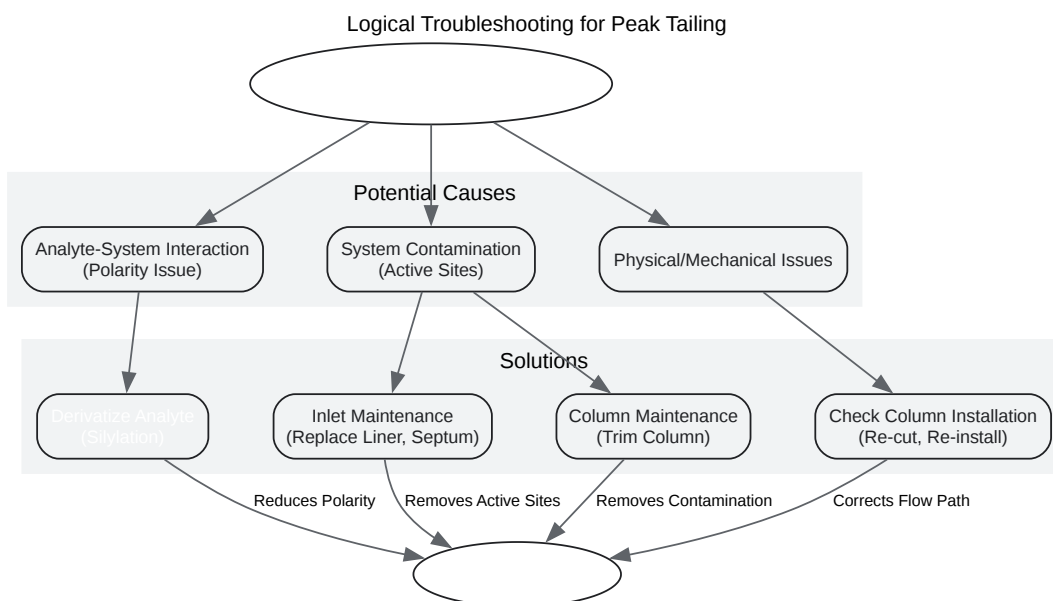 Logical Troubleshooting for Peak Tailing
Potential Causes
Analyte-System Interaction
(Polarity Issue)
System Contamination
(Active Sites)
Physical/Mechanical Issues
Solutions
Derivatize Analyte
(Silylation)
Inlet Maintenance
(Replace Liner, Septum)
Column Maintenance
(Trim Column)
Check Column Installation
(Re-cut, Re-install)
Reduces Polarity
Removes Active Sites
Removes Contamination
Corrects Flow Path